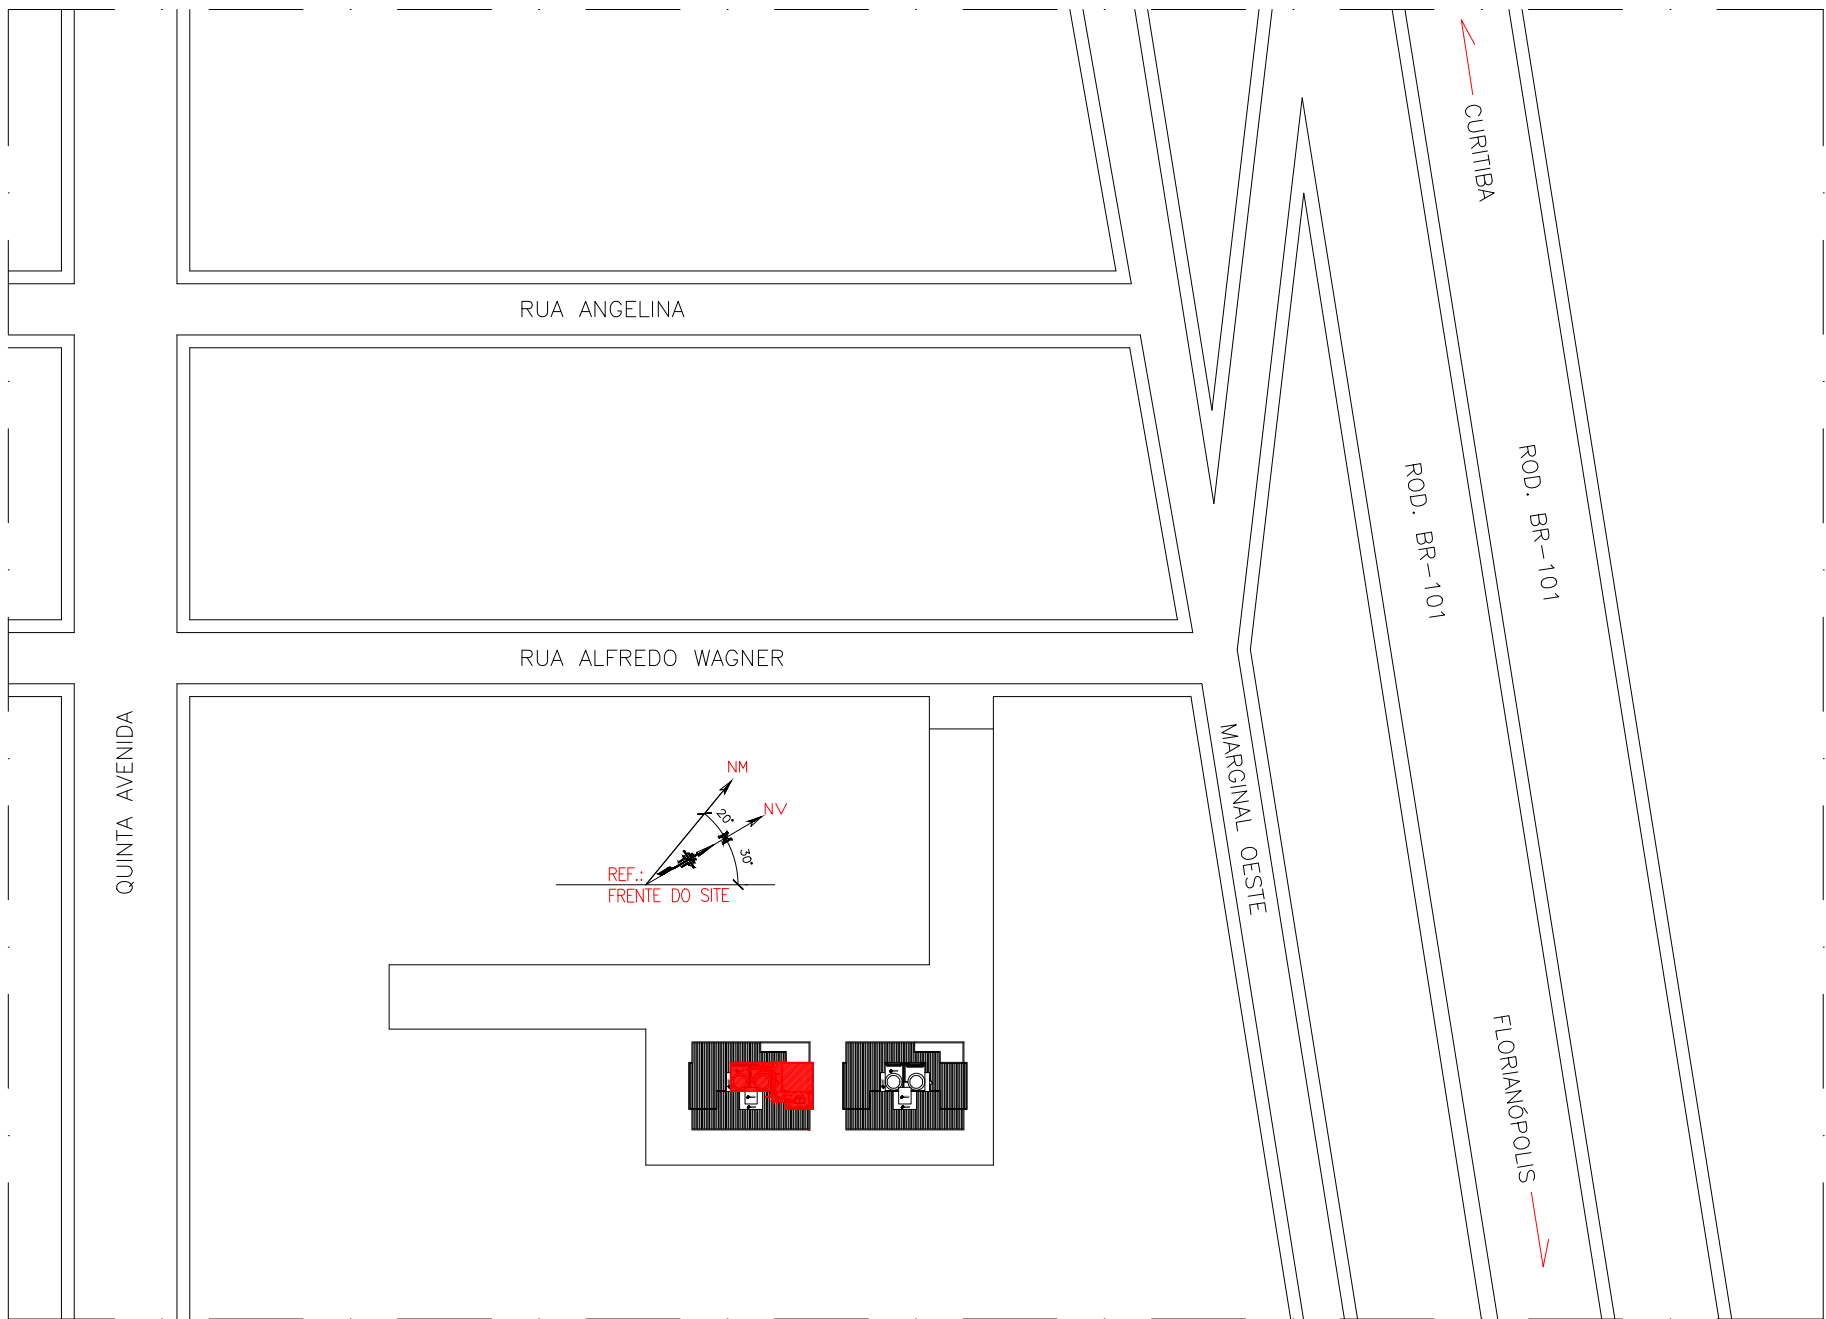 CURITIBA
RUA ANGELINA
ROD. BR-101
ROD. BR-101
RUA ALFREDO WAGNER
QUINTA AVENIDA
MARGINAL OESTE
NM
NV
20°
30°
REF.:
FRENTE DO SITE
FLORIANÓPOLIS